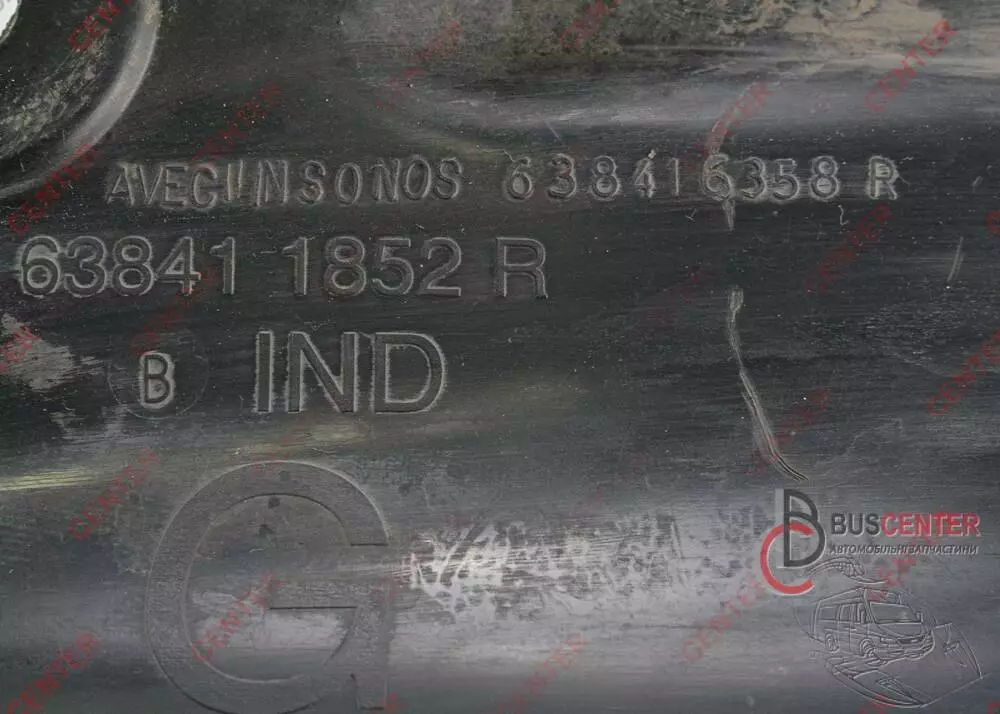 AVECUNSONOS 638416358 R
63841 1852 R
B IND
G
BUSCENTER
АВТОМОБІЛЬНІ ЗАПЧАСТИНИ